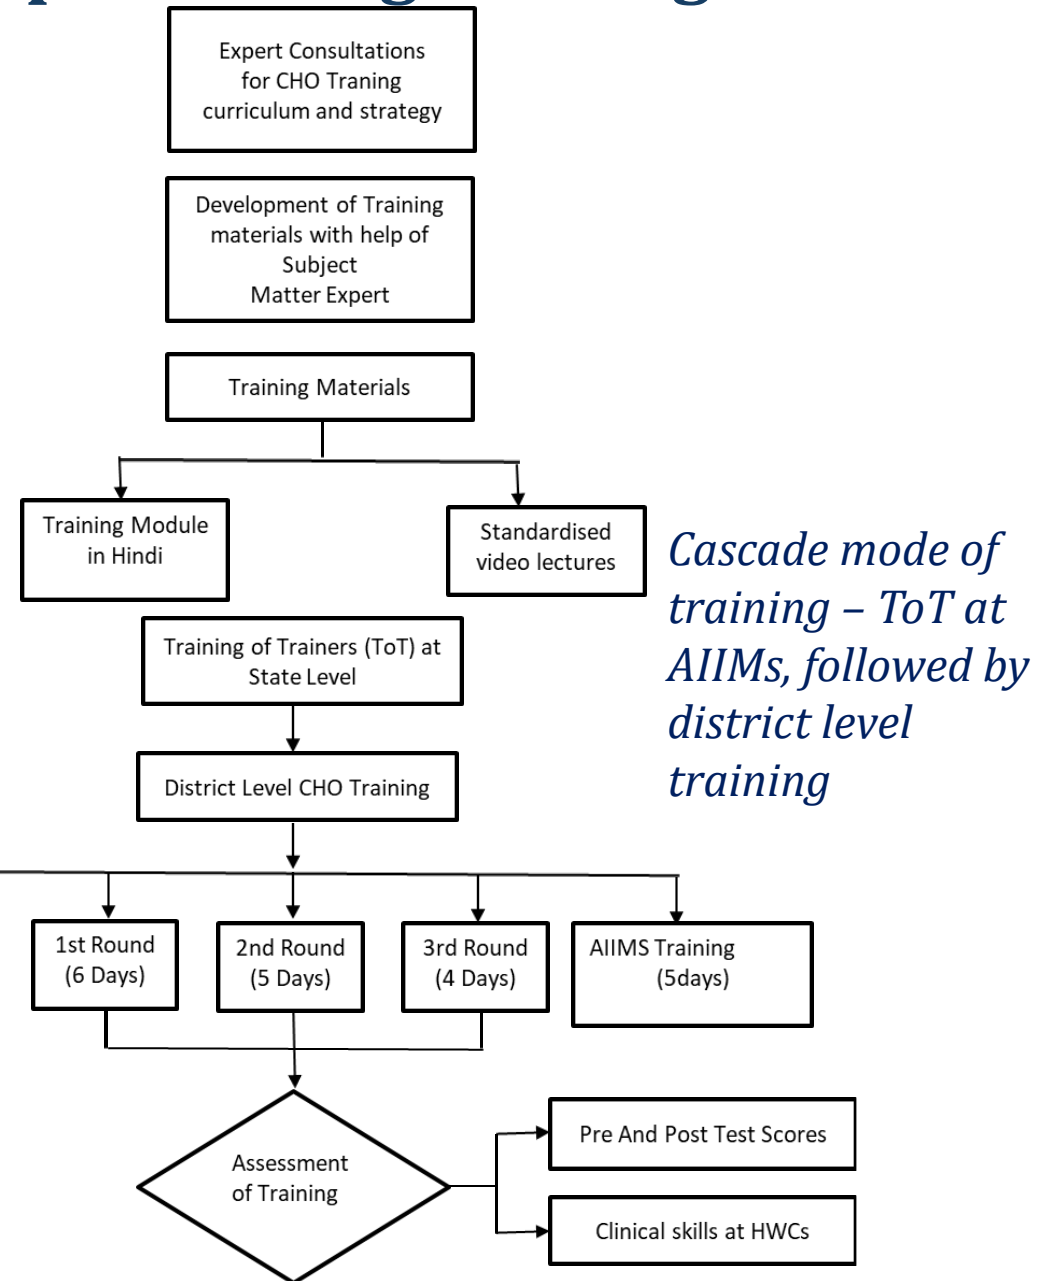 Expert Consultations
for CHO Traning
curriculum and strategy
Development of Training
materials with help of
Subject
Matter Expert
Training Materials
Training Module
in Hindi
Standardised
video lectures
Cascade mode of
training – ToT at
AIIMs, followed by
district level
training
Training of Trainers (ToT) at
State Level
District Level CHO Training
1st Round
(6 Days)
2nd Round
(5 Days)
3rd Round
(4 Days)
AIIMS Training
(5days)
Assessment
of Training
Pre And Post Test Scores
Clinical skills at HWCs